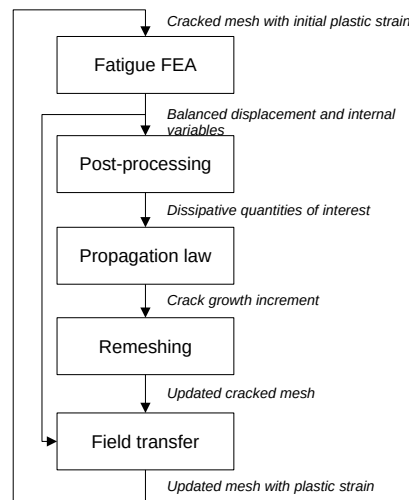 Cracked mesh with initial plastic strain
Fatigue FEA
Balanced displacement and internal
variables
Post-processing
Dissipative quantities of interest
Propagation law
Crack growth increment
Remeshing
Updated cracked mesh
Field transfer
Updated mesh with plastic strain